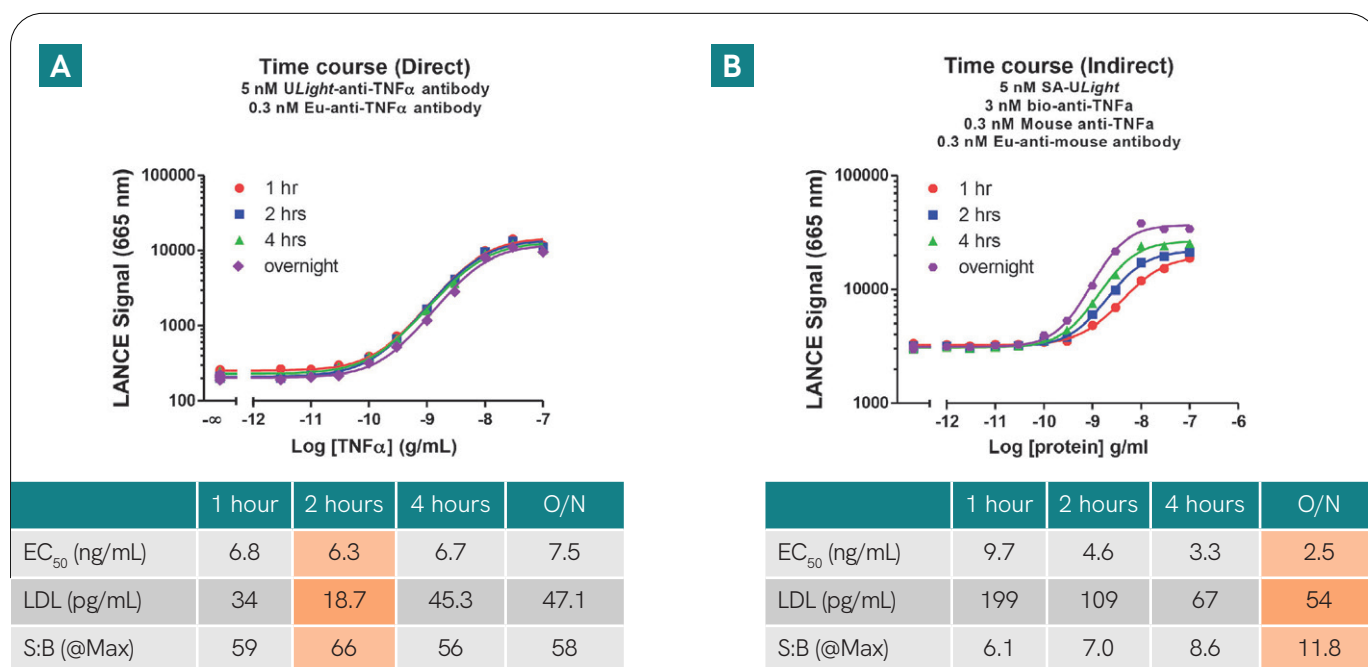 A
Time course (Direct)
5 nM ULight-anti-TNFα antibody
0.3 nM Eu-anti-TNFα antibody
LANCE Signal (665 nm)
100000
10000
1000
100
1 hr
2 hrs
4 hrs
overnight
-∞ -12 -11 -10 -9 -8 -7
Log [TNFα] (g/mL)
1 hour 2 hours 4 hours O/N
EC50 (ng/mL) 6.8 6.3 6.7 7.5
LDL (pg/mL) 34 18.7 45.3 47.1
S:B (@Max) 59 66 56 58
B
Time course (Indirect)
5 nM SA-ULight
3 nM bio-anti-TNFa
0.3 nM Mouse anti-TNFa
0.3 nM Eu-anti-mouse antibody
LANCE Signal (665 nm)
100000
10000
1000
1 hr
2 hrs
4 hrs
overnight
-12 -11 -10 -9 -8 -7 -6
Log [protein] g/ml
1 hour 2 hours 4 hours O/N
EC50 (ng/mL) 9.7 4.6 3.3 2.5
LDL (pg/mL) 199 109 67 54
S:B (@Max) 6.1 7.0 8.6 11.8